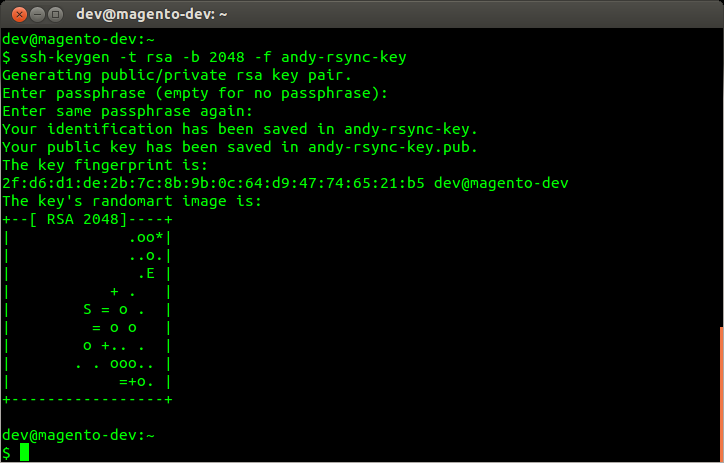 dev@magento-dev: ~
dev@magento-dev:~
$ ssh-keygen -t rsa -b 2048 -f andy-rsync-key
Generating public/private rsa key pair.
Enter passphrase (empty for no passphrase):
Enter same passphrase again:
Your identification has been saved in andy-rsync-key.
Your public key has been saved in andy-rsync-key.pub.
The key fingerprint is:
2f:d6:d1:de:2b:7c:8b:9b:0c:64:d9:47:74:65:21:b5 dev@magento-dev
The key's randomart image is:
+--[ RSA 2048]----+
|             .oo*|
|             ..o.|
|              .E |
|           + .   |
|        S = o .  |
|         = o o   |
|        o +.. .  |
|       . . ooo.. |
|            =+o. |
+-----------------+
dev@magento-dev:~
$